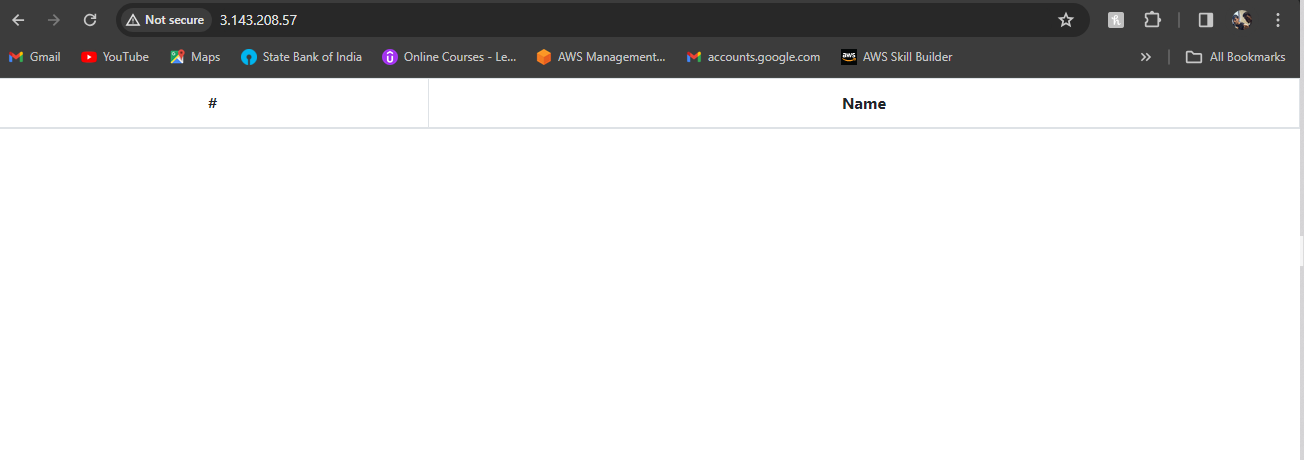 Not secure 3.143.208.57
Gmail YouTube Maps State Bank of India Online Courses - Le... AWS Management... accounts.google.com AWS Skill Builder » All Bookmarks
# Name